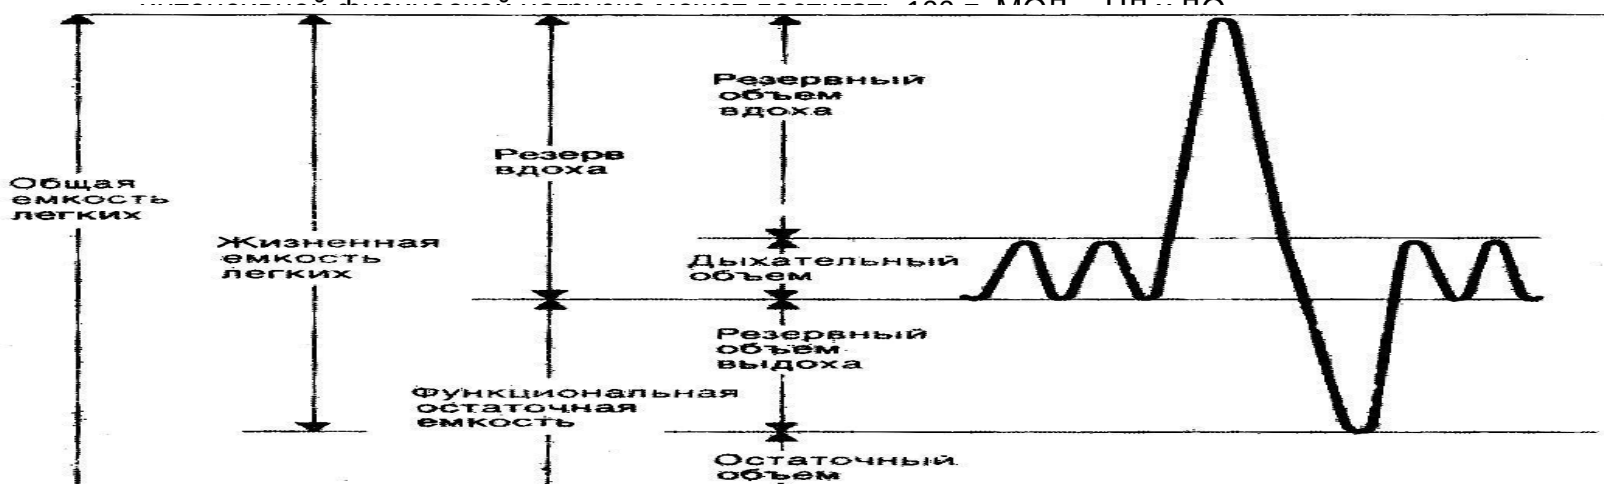 Общая
емкость
легких
Жизненная
емкость
легких
Резерв
вдоха
Функциональная
остаточная
емкость
Резервный
объем
вдоха
Дыхательный
объем
Резервный
объем
выдоха
Остаточный
объем